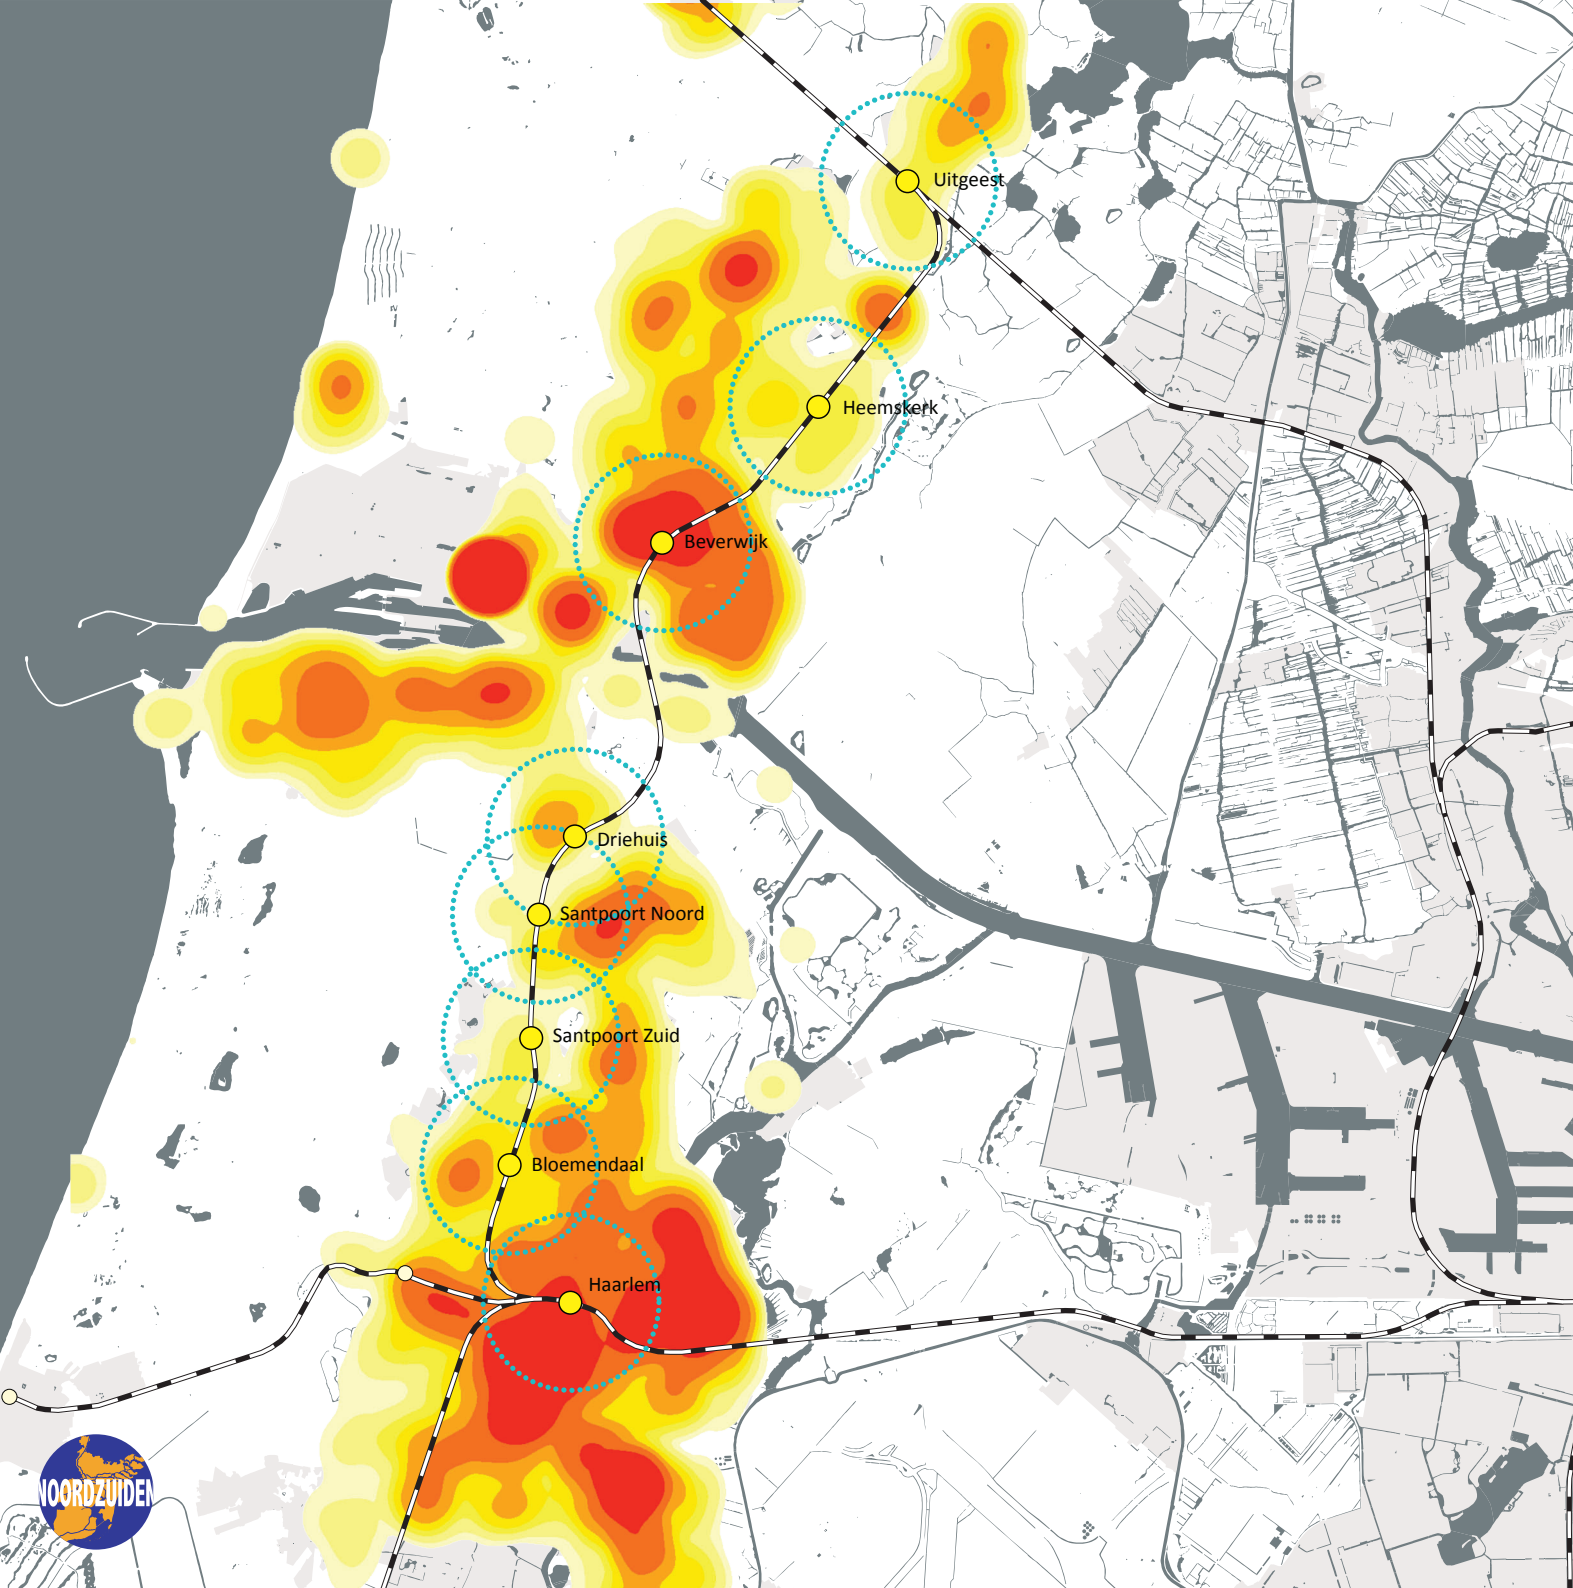 Uitgeest
Heemskerk
Beverwijk
Driehuis
Santpoort Noord
Santpoort Zuid
Bloemendaal
Haarlem
NOORDZUIDEN